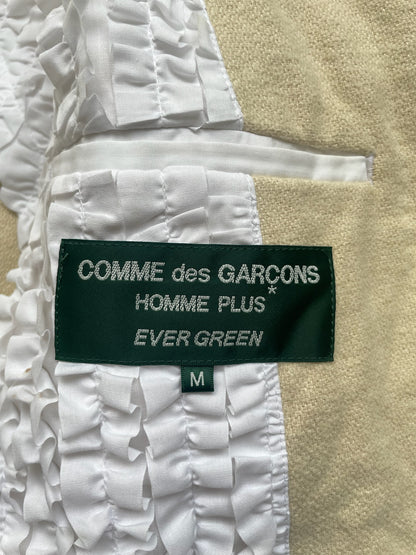 COMME des GARÇONS
HOMME PLUS*
EVER GREEN
M